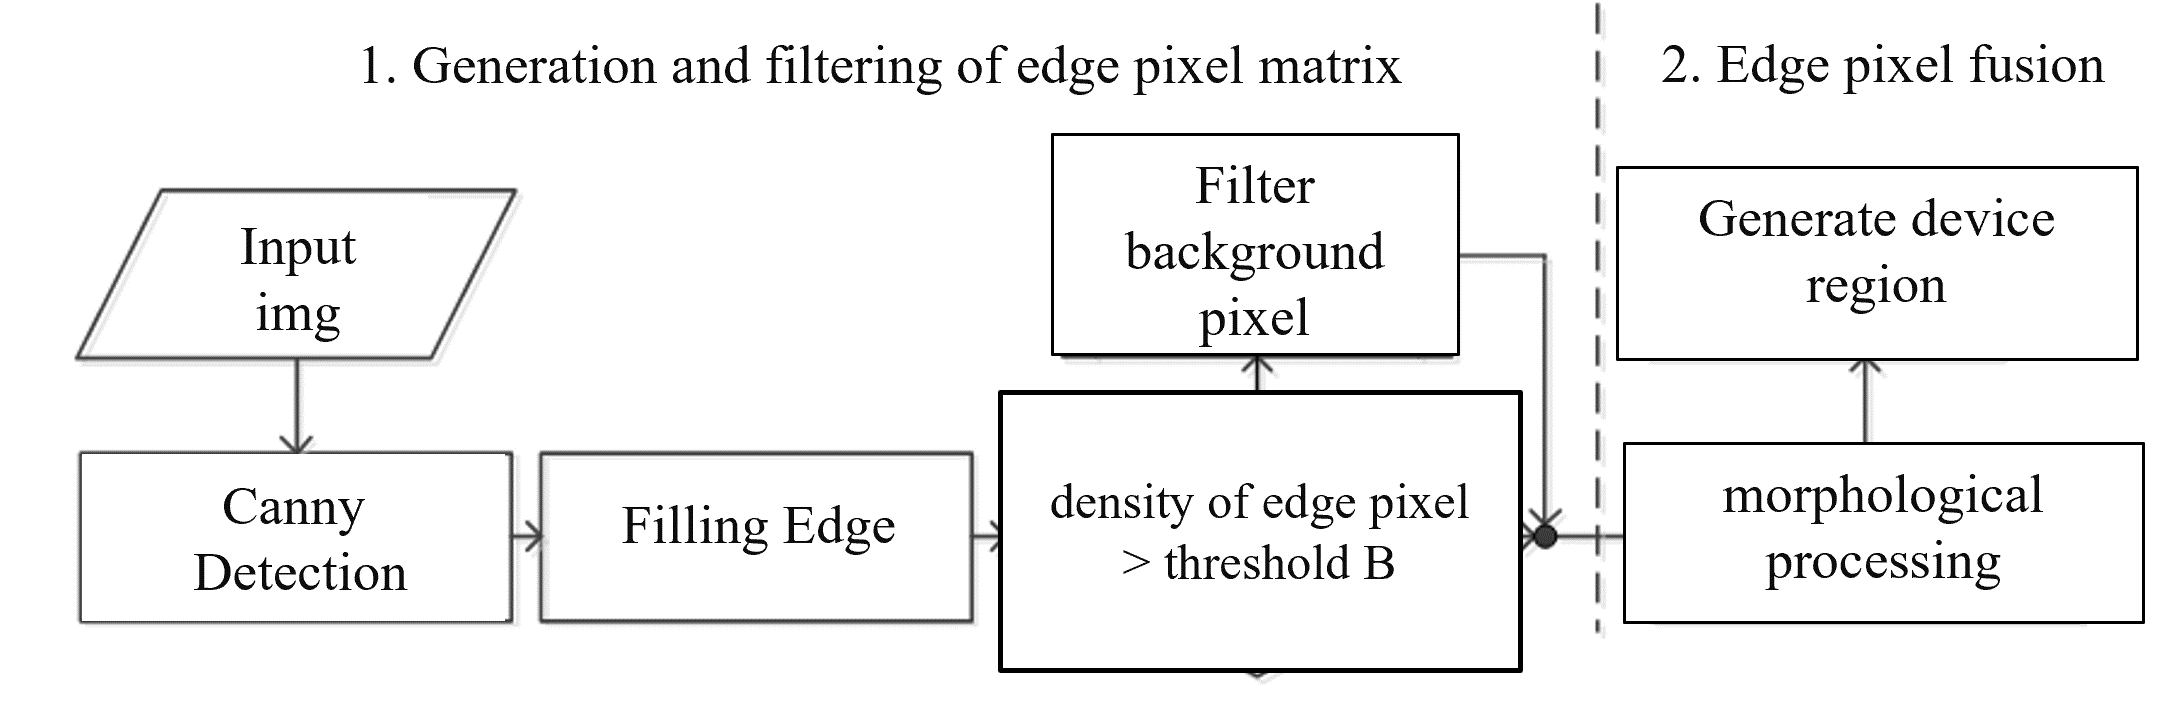 1. Generation and filtering of edge pixel matrix
2. Edge pixel fusion
Input
img
Canny
Detection
Filling Edge
density of edge pixel
> threshold B
Filter
background
pixel
morphological
processing
Generate device
region